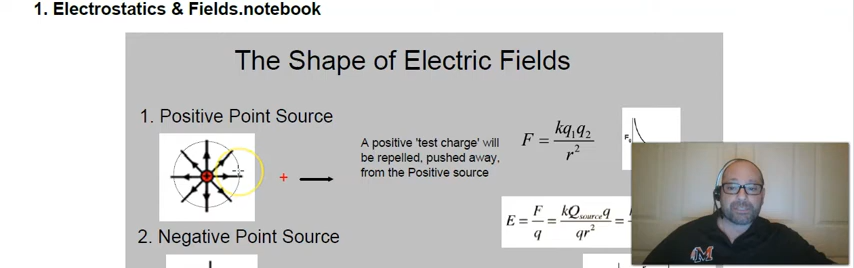 1. Electrostatics & Fields.notebook
The Shape of Electric Fields
1. Positive Point Source
A positive 'test charge' will
be repelled, pushed away,
from the Positive source
+
F = kq₁q₂ / r²
E = F/q = kQsource q / qr² =
2. Negative Point Source
M